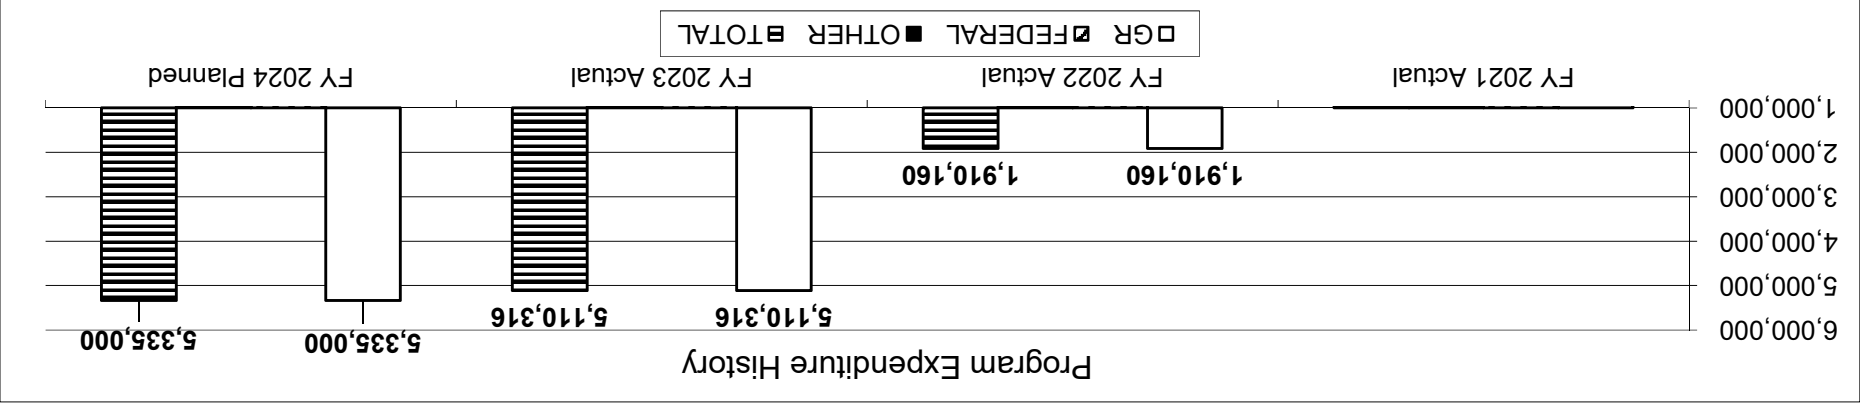 Program Expenditure History
6,000,000
5,000,000
4,000,000
3,000,000
2,000,000
1,000,000
1,910,160
1,910,160
5,110,316
5,110,316
5,335,000
5,335,000
FY 2021 Actual
FY 2022 Actual
FY 2023 Actual
FY 2024 Planned
GR FEDERAL OTHER TOTAL